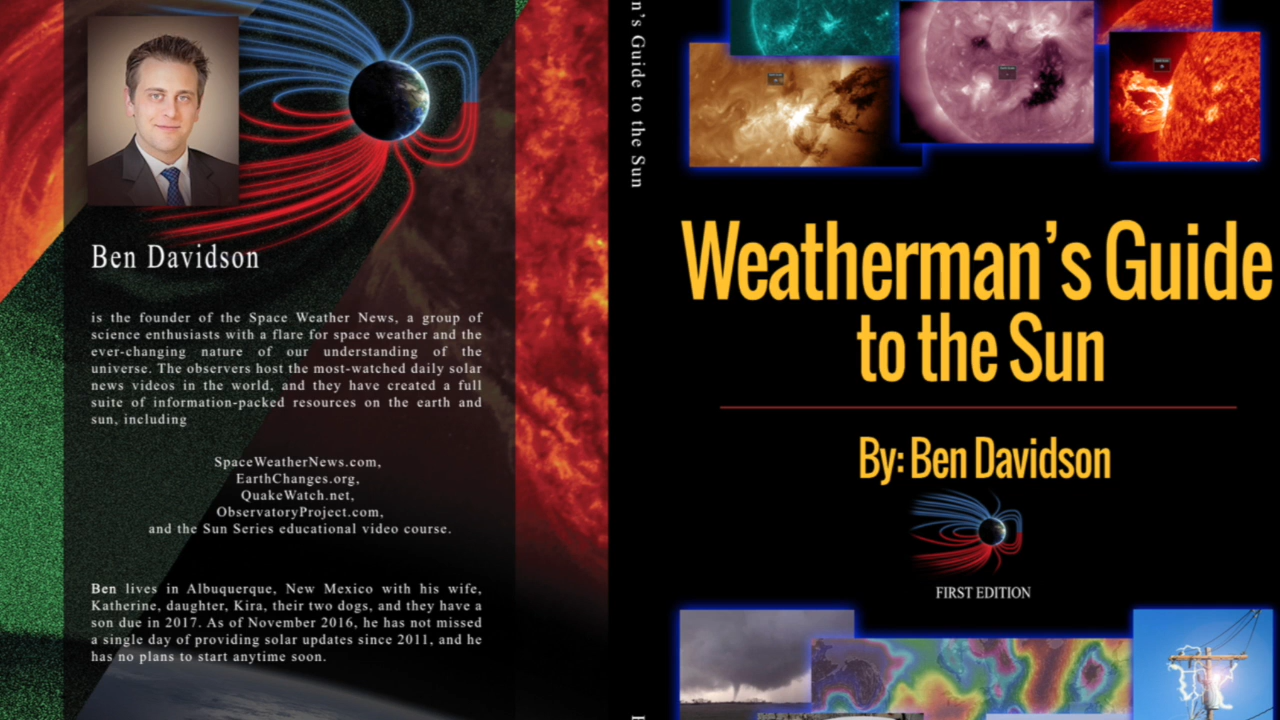 Ben Davidson
is the founder of the Space Weather News, a group of
science enthusiasts with a flare for space weather and the
ever-changing nature of our understanding of the
universe. The observers host the most-watched daily solar
news videos in the world, and they have created a full
suite of information-packed resources on the earth and
sun, including
SpaceWeatherNews.com,
EarthChanges.org,
QuakeWatch.net,
ObservatoryProject.com,
and the Sun Series educational video course.
Ben lives in Albuquerque, New Mexico with his wife,
Katherine, daughter, Kira, their two dogs, and they have a
son due in 2017. As of November 2016, he has not missed
a single day of providing solar updates since 2011, and he
has no plans to start anytime soon.
n's Guide to the Sun
Weatherman's Guide
to the Sun
By: Ben Davidson
FIRST EDITION